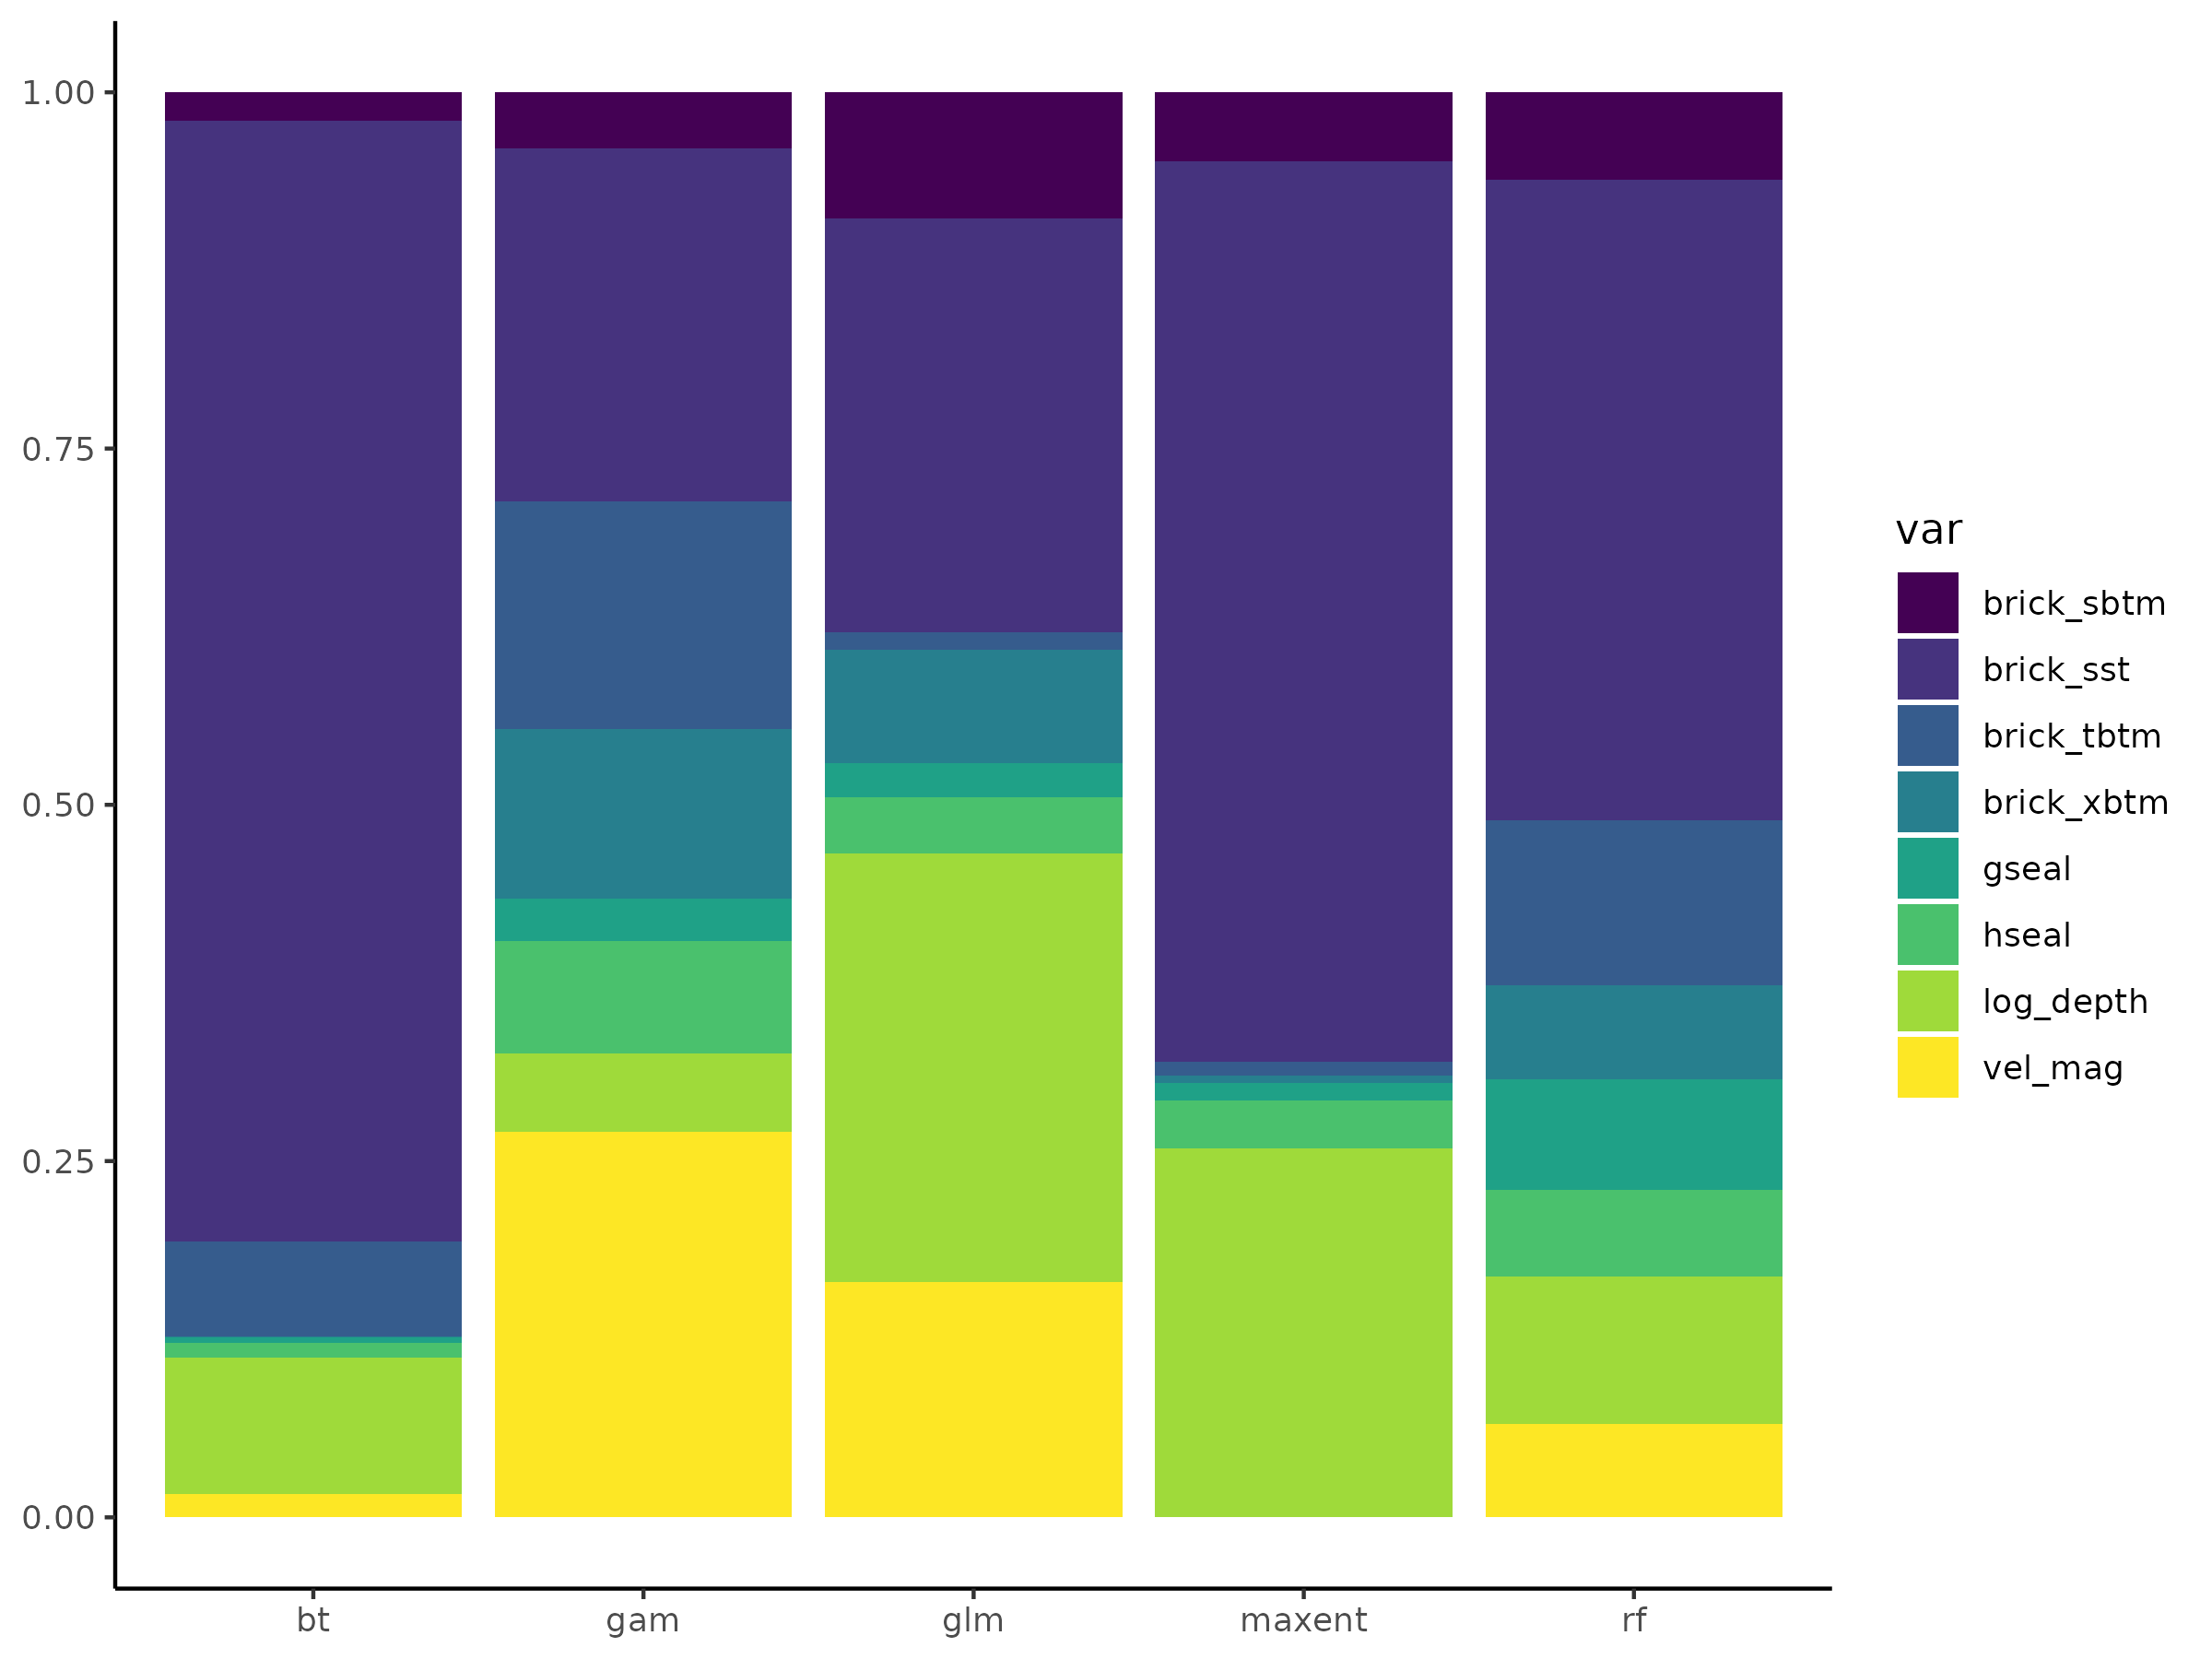 1.00
0.75
0.50
0.25
0.00
bt
gam
glm
maxent
rf
var
brick_sbtm
brick_sst
brick_tbtm
brick_xbtm
gseal
hseal
log_depth
vel_mag